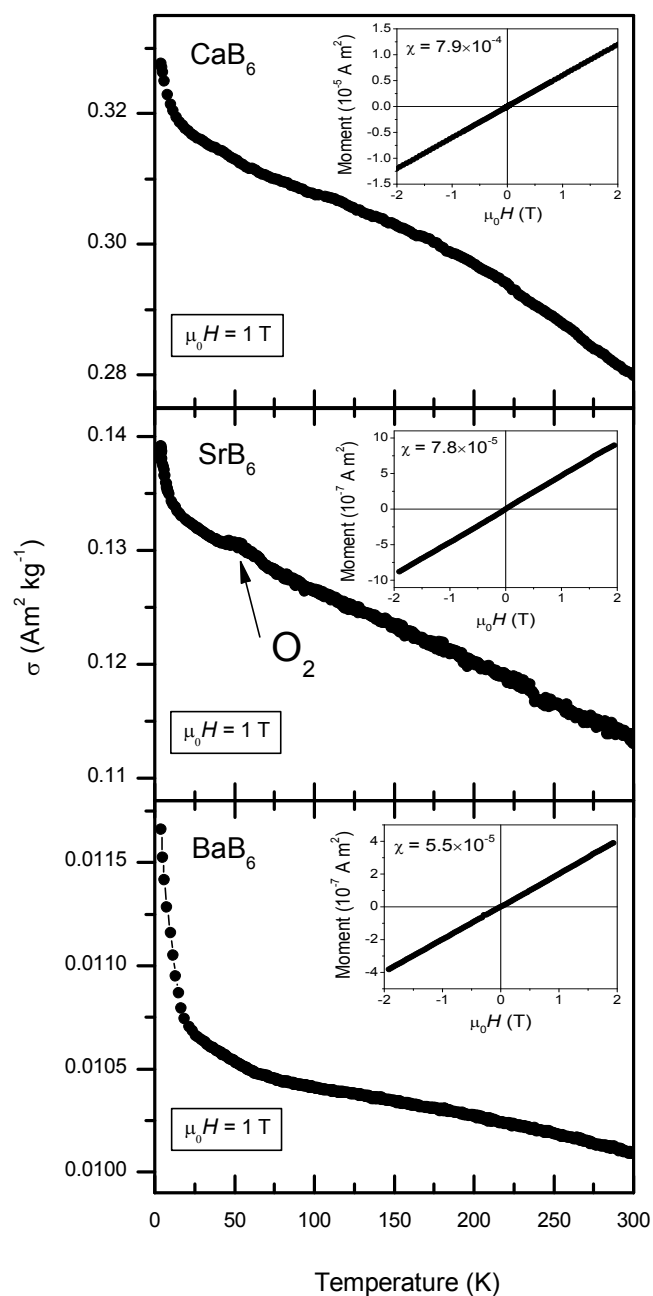 CaB₆
χ = 7.9×10⁻⁴
Moment (10⁻⁵ A m²)
1.5
1.0
0.5
0.0
-0.5
-1.0
-1.5
-2 -1 0 1 2
μ₀H (T)
0.32
0.30
0.28
μ₀H = 1 T
SrB₆
χ = 7.8×10⁻⁵
Moment (10⁻⁷ A m²)
10
5
0
-5
-10
-2 -1 0 1 2
μ₀H (T)
0.14
0.13
0.12
0.11
O₂
μ₀H = 1 T
σ (Am² kg⁻¹)
BaB₆
χ = 5.5×10⁻⁵
Moment (10⁻⁷ A m²)
4
2
0
-2
-4
-2 -1 0 1 2
μ₀H (T)
0.0115
0.0110
0.0105
0.0100
μ₀H = 1 T
0 50 100 150 200 250 300
Temperature (K)